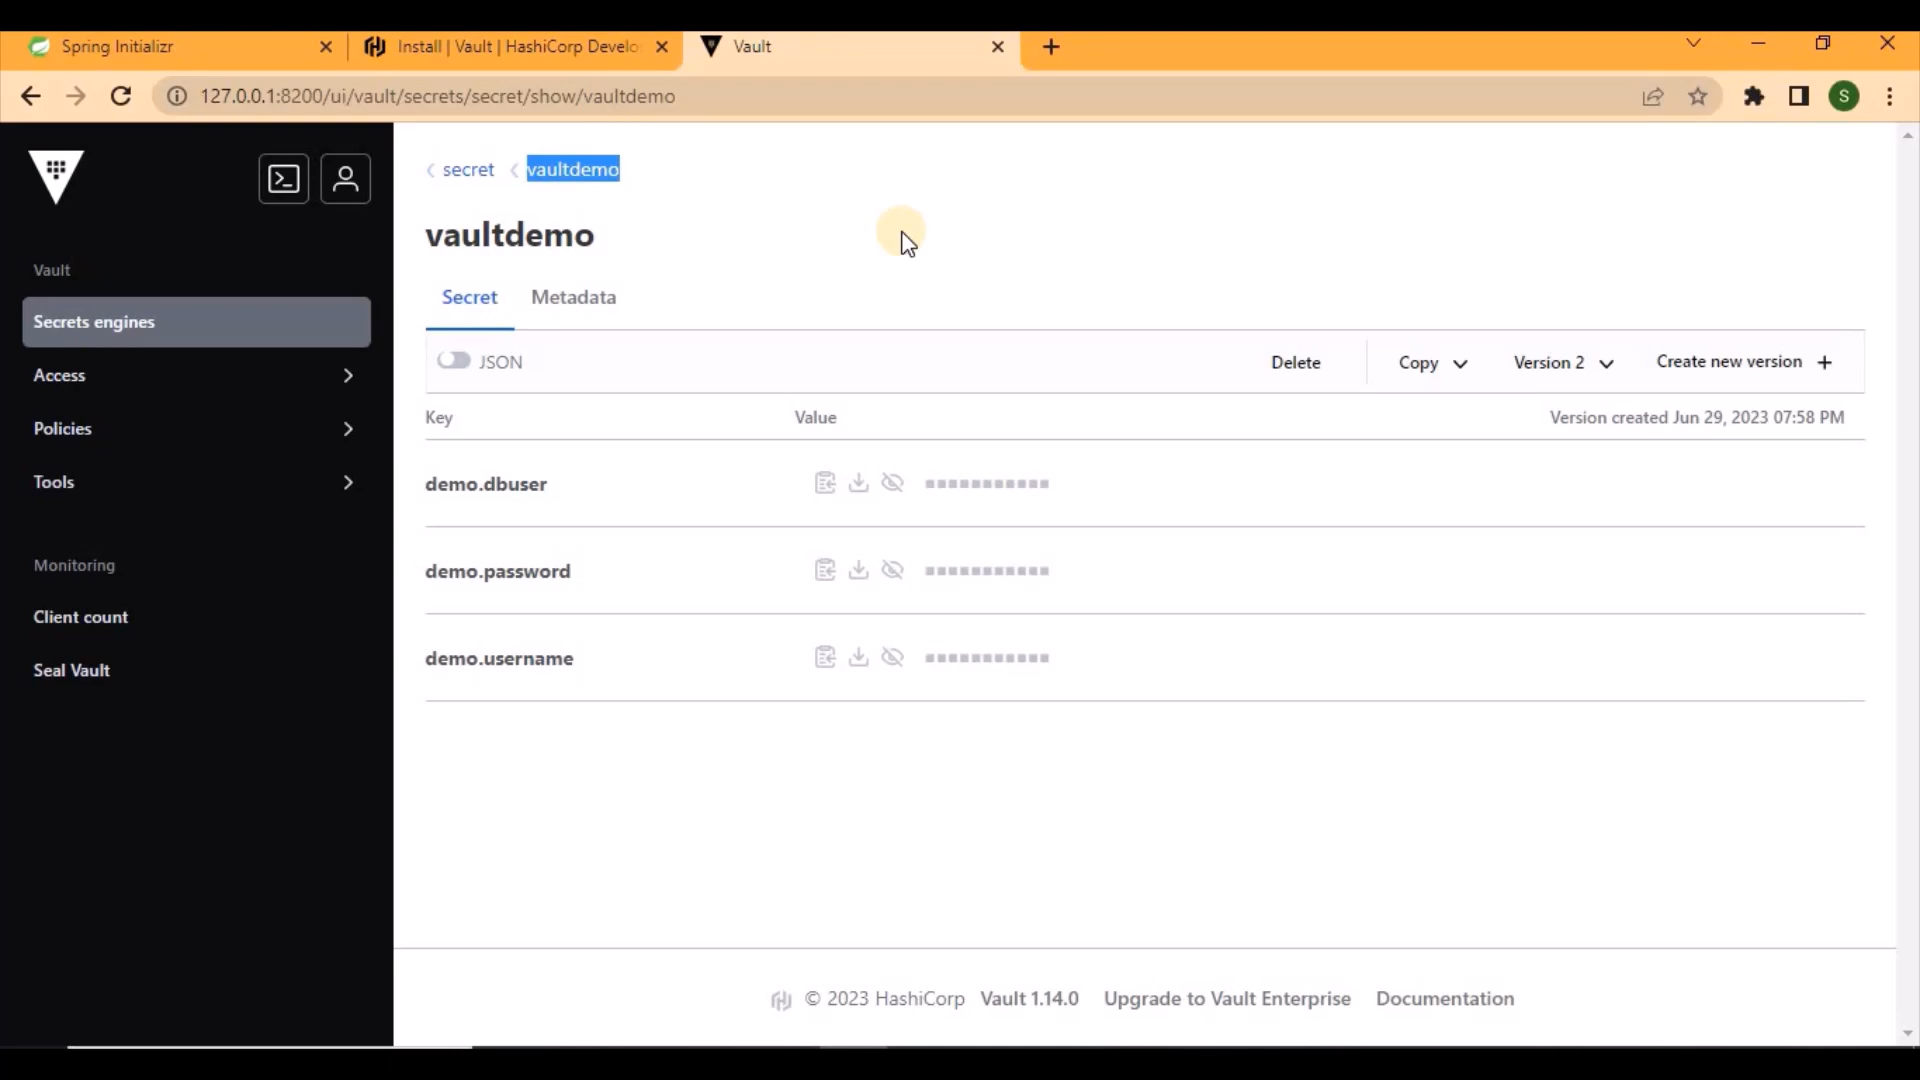 Spring Initializr
Install | Vault | HashiCorp Develo
Vault
127.0.0.1:8200/ui/vault/secrets/secret/show/vaultdemo
S
secret
vaultdemo
vaultdemo
Vault
Secrets engines
Access
Policies
Tools
Monitoring
Client count
Seal Vault
Secret
Metadata
JSON
Delete
Copy
Version 2
Create new version
Key
Value
Version created Jun 29, 2023 07:58 PM
demo.dbuser
demo.password
demo.username
© 2023 HashiCorp Vault 1.14.0 Upgrade to Vault Enterprise Documentation